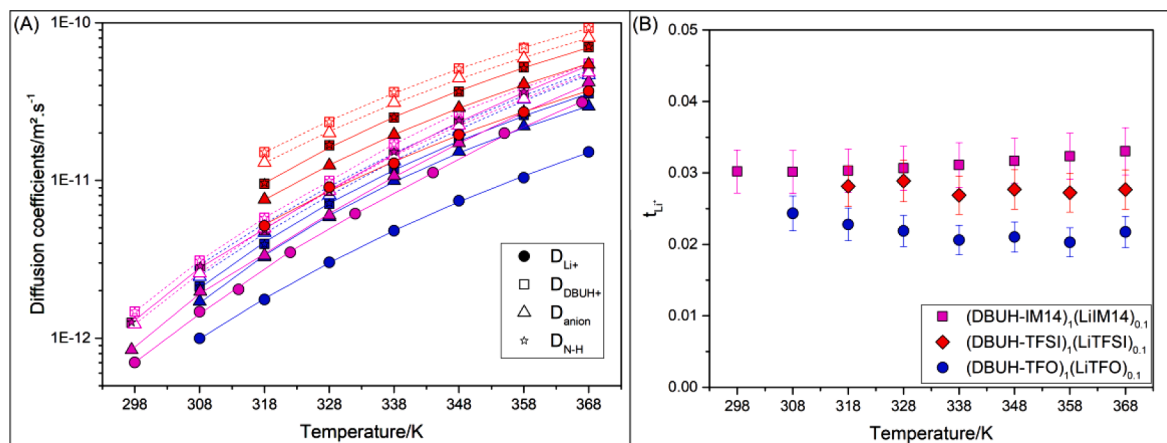 (A)
Diffusion coefficients/m².s⁻¹
1E-10
1E-11
1E-12
298 308 318 328 338 348 358 368
Temperature/K
D_Li+
D_DBUH+
D_anion
D_N-H
(B)
t_Li⁺
0.05
0.04
0.03
0.02
0.01
0.00
298 308 318 328 338 348 358 368
Temperature/K
(DBUH-IM14)₁(LiIM14)₀.₁
(DBUH-TFSI)₁(LiTFSI)₀.₁
(DBUH-TFO)₁(LiTFO)₀.₁